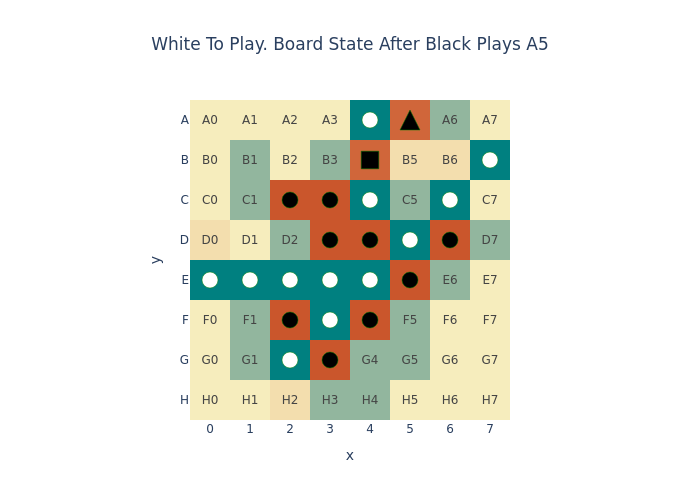 White To Play. Board State After Black Plays A5
A A0 A1 A2 A3 A6 A7
B B0 B1 B2 B3 B5 B6
C C0 C1 C5 C7
D D0 D1 D2 D7
E E6 E7
F F0 F1 F5 F6 F7
G G0 G1 G4 G5 G6 G7
H H0 H1 H2 H3 H4 H5 H6 H7
0 1 2 3 4 5 6 7
x
y